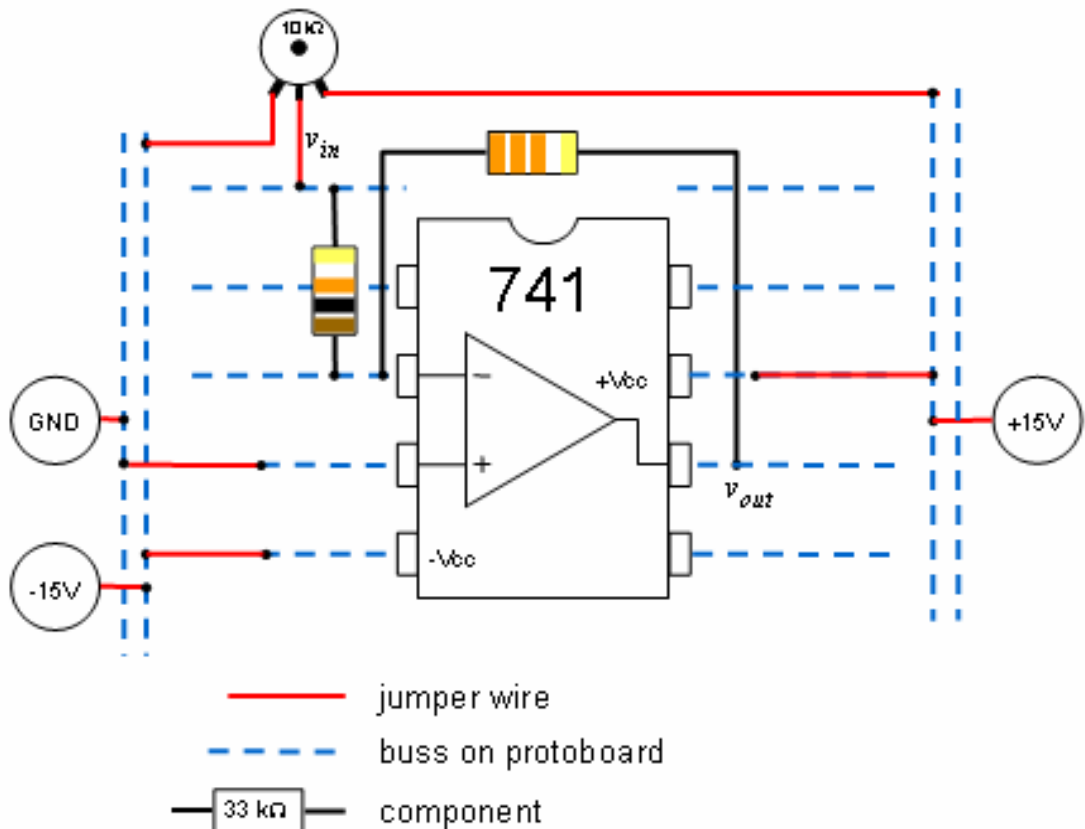 10 kΩ
v_in
741
+Vcc
−
GND
+15V
+
v_out
-Vcc
-15V
jumper wire
buss on protoboard
33 kΩ component